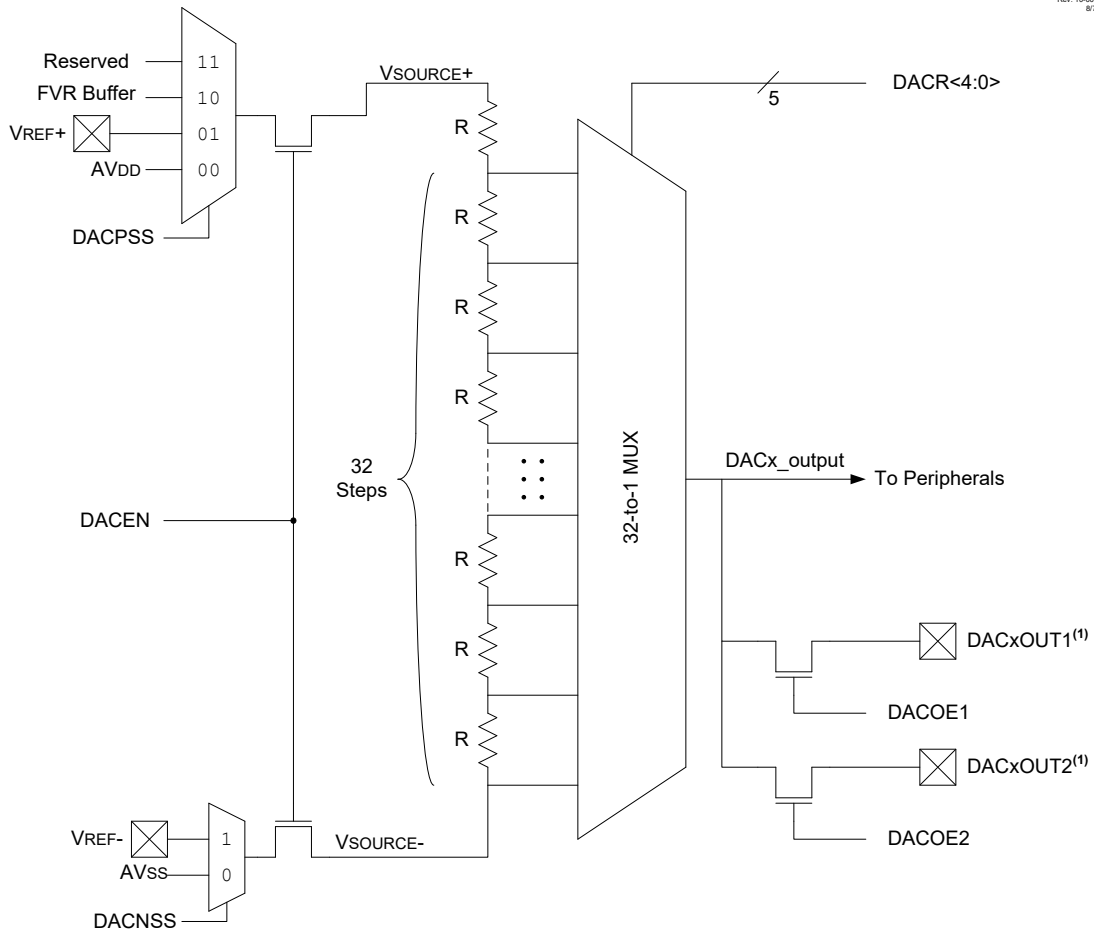 Reserved
FVR Buffer
VREF+
AVDD
11
10
01
00
DACPSS
VSOURCE+
R
R
R
R
R
R
R
32
Steps
DACEN
32-to-1 MUX
DACR<4:0>
5
DACx_output
To Peripherals
DACxOUT1(1)
DACOE1
DACxOUT2(1)
DACOE2
VREF-
AVSS
1
0
VSOURCE-
DACNSS